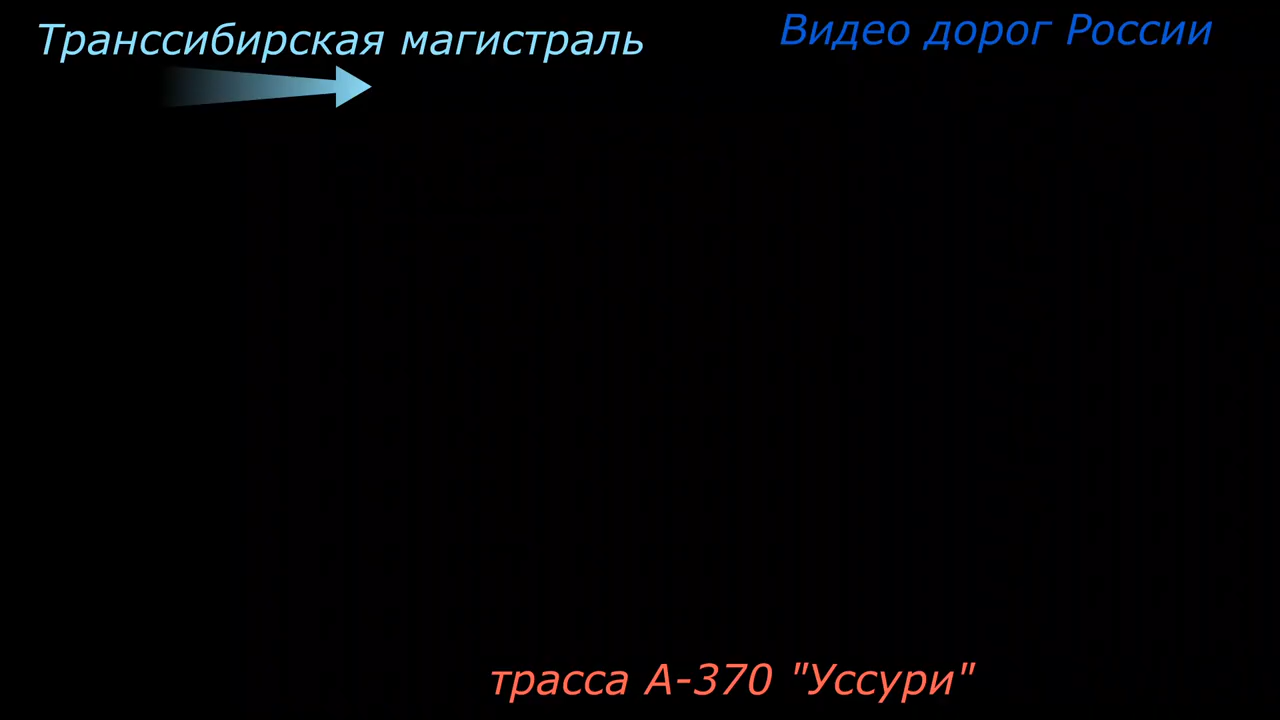 Транссибирская магистраль
Видео дорог России
трасса А-370 "Уссури"